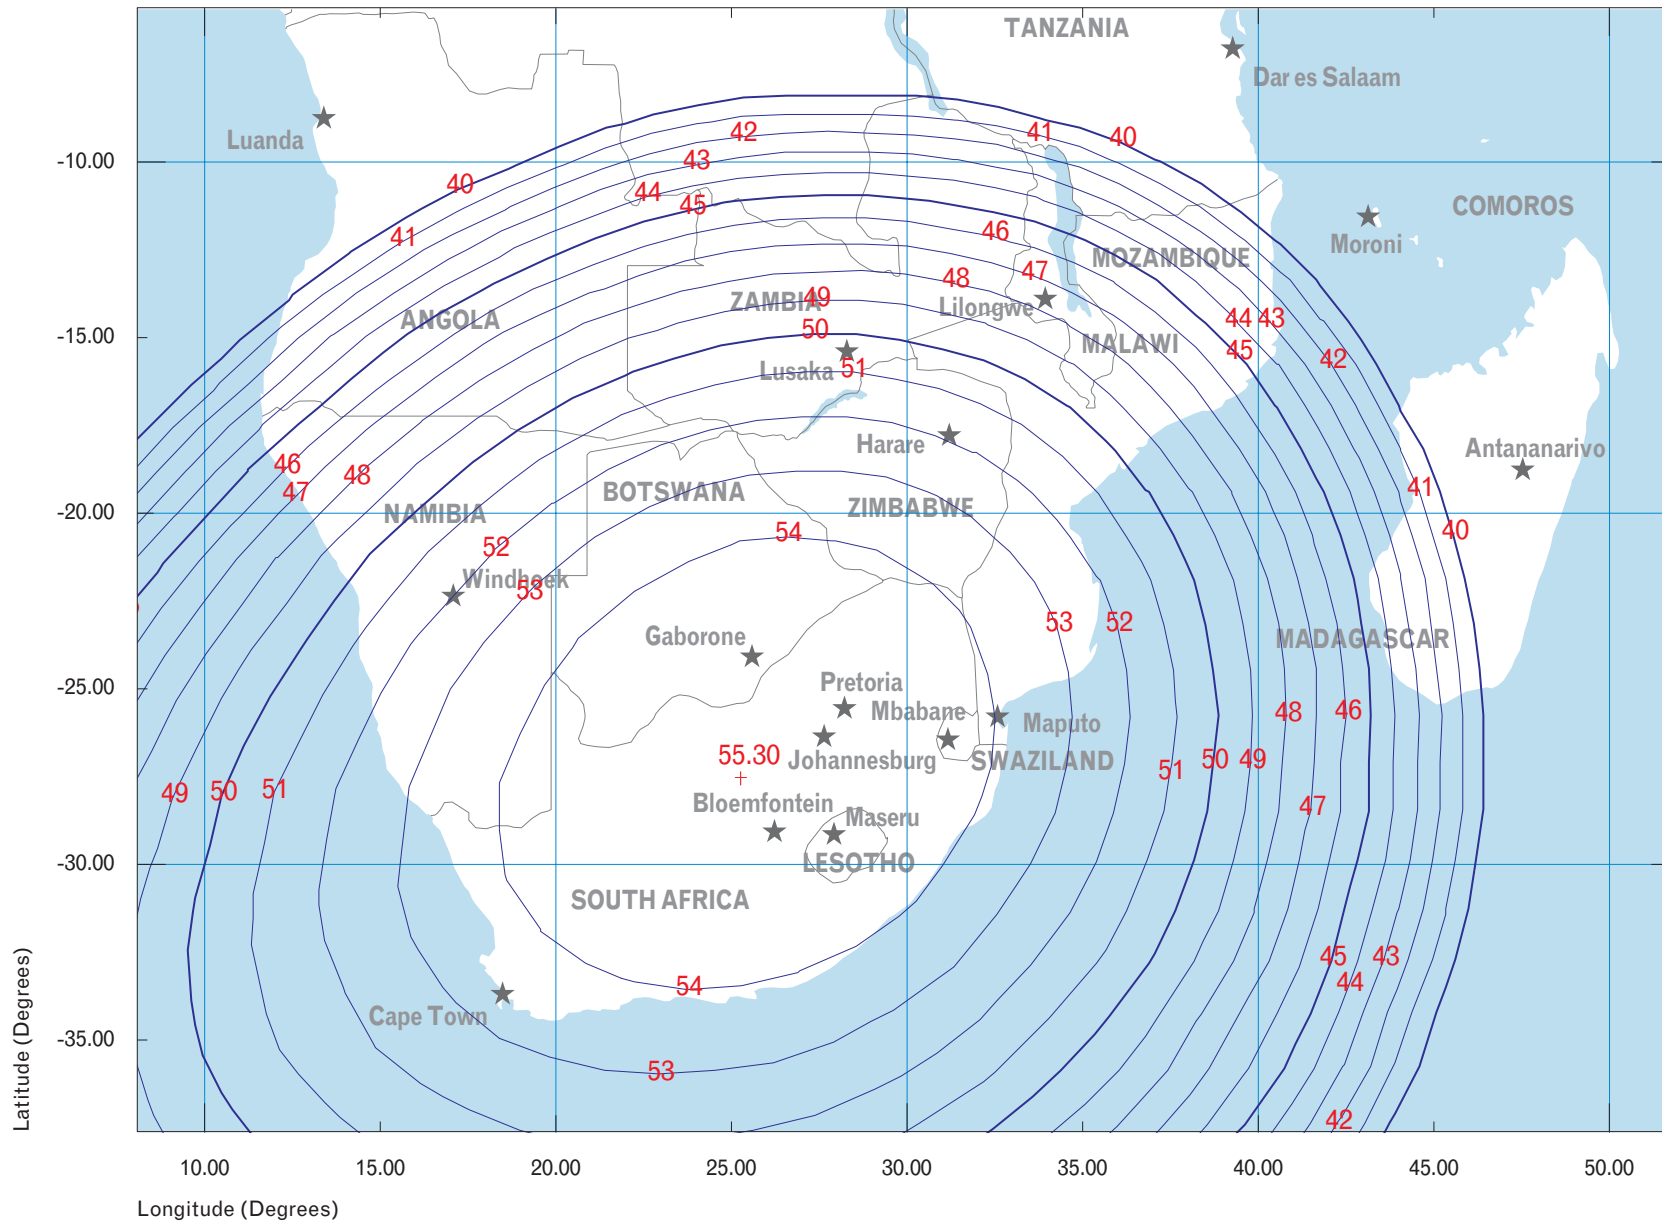 TANZANIA
Dar es Salaam
Luanda
42
41
40
-10.00
43
40
44
45
COMOROS
41
46
Moroni
MOZAMBIQUE
47
48
ZAMBIA
49
Lilongwe
ANGOLA
44
43
50
-15.00
MALAWI
45
42
Lusaka
51
Harare
Antananarivo
46
48
47
BOTSWANA
41
NAMIBIA
ZIMBABWE
-20.00
54
40
52
Windhoek
53
53
52
Gaborone
MADAGASCAR
-25.00
Pretoria
Mbabane
48
46
Maputo
55.30
Johannesburg
SWAZILAND
50
49
51
49
50
51
Bloemfontein
47
Maseru
-30.00
LESOTHO
SOUTH AFRICA
45
43
54
44
Cape Town
-35.00
53
42
Latitude (Degrees)
10.00 15.00 20.00 25.00 30.00 35.00 40.00 45.00 50.00
Longitude (Degrees)